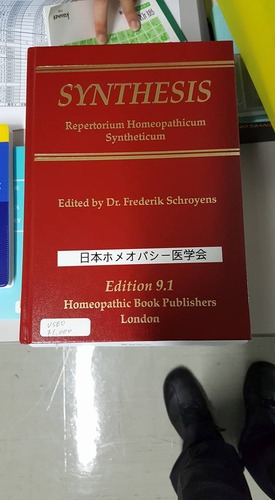 SYNTHESIS
Repertorium Homeopathicum
Syntheticum
Edited by Dr. Frederik Schroyens
日本ホメオパシー医学会
Edition 9.1
Homeopathic Book Publishers
London
USED